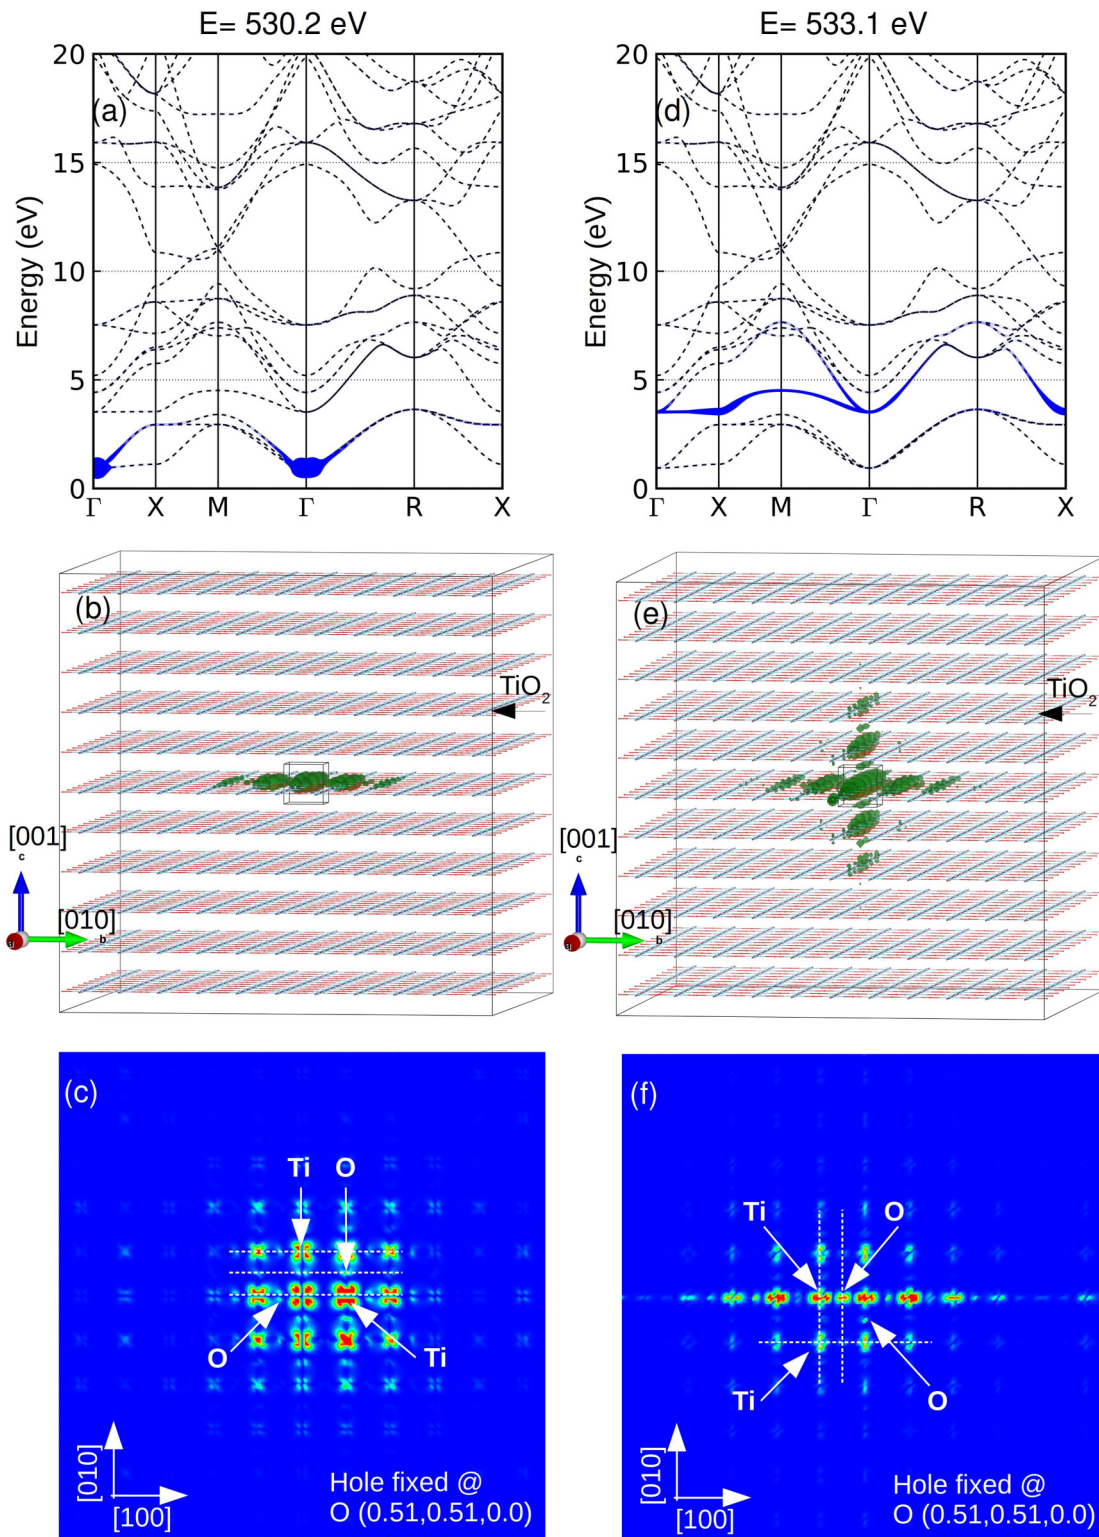 E= 530.2 eV
E= 533.1 eV
(a)
20
15
10
5
0
Energy (eV)
Γ X M Γ R X
(d)
20
15
10
5
0
Energy (eV)
Γ X M Γ R X
(b)
TiO2
[001]
c
[010]
b
a
(e)
TiO2
[001]
c
[010]
b
a
(c)
Ti O
O Ti
[010]
[100]
Hole fixed @
O (0.51,0.51,0.0)
(f)
Ti O
Ti O
[010]
[100]
Hole fixed @
O (0.51,0.51,0.0)